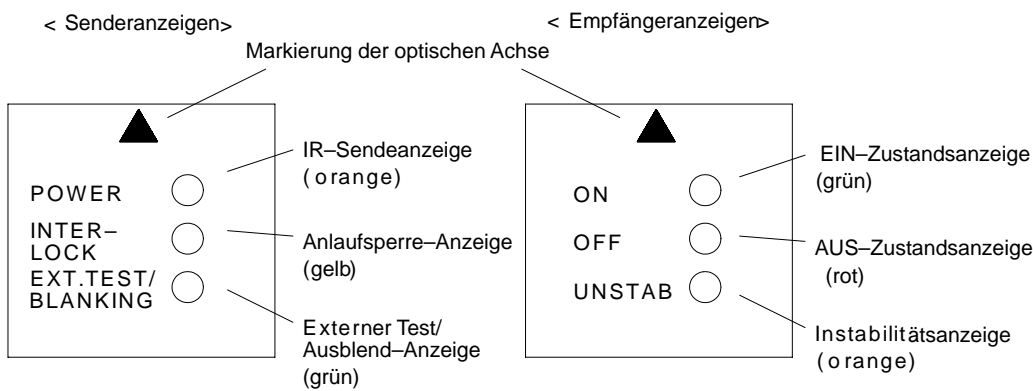 < Senderanzeigen>
< Empfängeranzeigen>
Markierung der optischen Achse
POWER
INTER–
LOCK
EXT.TEST/
BLANKING
IR–Sendeanzeige
(orange)
Anlaufsperre–Anzeige
(gelb)
Externer Test/
Ausblend–Anzeige
(grün)
ON
OFF
UNSTAB
EIN–Zustandsanzeige
(grün)
AUS–Zustandsanzeige
(rot)
Instabilitätsanzeige
(orange)